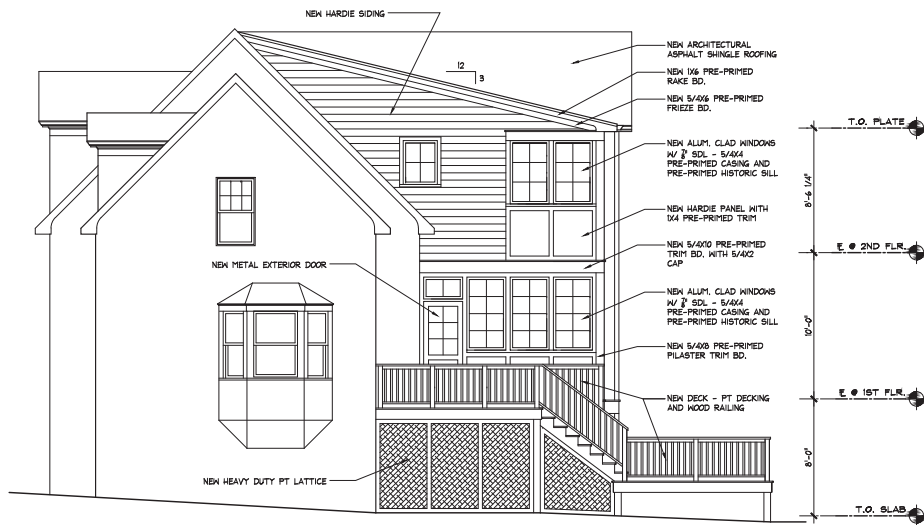 NEW HARDIE SIDING
NEW ARCHITECTURAL
ASPHALT SHINGLE ROOFING
12
3
NEW 1X6 PRE-PRIMED
RAKE BD.
NEW 5/4X6 PRE-PRIMED
FRIEZE BD.
T.O. PLATE
NEW ALUM. CLAD WINDOWS
W/ 7/8" SDL - 5/4X4
PRE-PRIMED CASING AND
PRE-PRIMED HISTORIC SILL
8'-6 1/4"
NEW HARDIE PANEL WITH
1X4 PRE-PRIMED TRIM
NEW 5/4X10 PRE-PRIMED
TRIM BD. WITH 5/4X2
CAP
F. @ 2ND FLR.
NEW METAL EXTERIOR DOOR
NEW ALUM. CLAD WINDOWS
W/ 7/8" SDL - 5/4X4
PRE-PRIMED CASING AND
PRE-PRIMED HISTORIC SILL
10'-0"
NEW 5/4X8 PRE-PRIMED
PILASTER TRIM BD.
NEW DECK - PT DECKING
AND WOOD RAILING
F. @ 1ST FLR.
8'-0"
NEW HEAVY DUTY PT LATTICE
T.O. SLAB